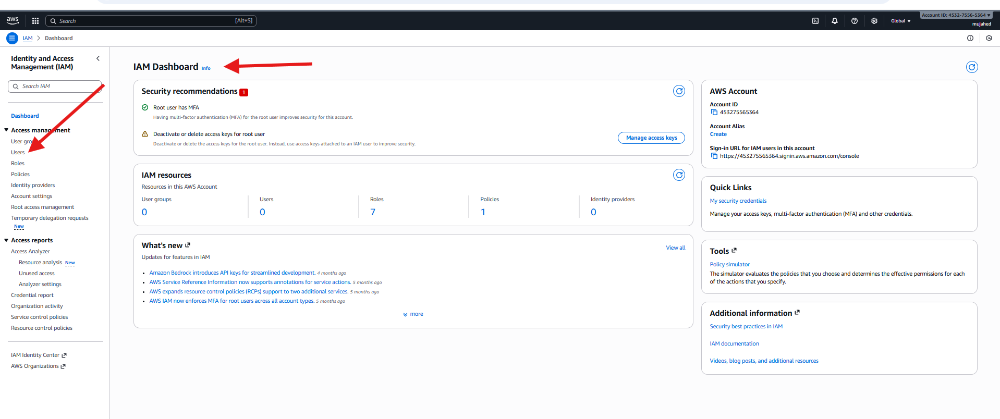 aws
Search
[Alt+S]
Global
Account ID: 4532-7556-5364
mujahed
IAM
Dashboard
Identity and Access
Management (IAM)
Search IAM
Dashboard
Access management
User
Users
Roles
Policies
Identity providers
Account settings
Root access management
Temporary delegation requests
New
Access reports
Access Analyzer
Resource analysis New
Unused access
Analyzer settings
Credential report
Organization activity
Service control policies
Resource control policies
IAM Identity Center
AWS Organizations
IAM Dashboard Info
Security recommendations 1
Root user has MFA
Having multi-factor authentication (MFA) for the root user improves security for this account.
Deactivate or delete access keys for root user
Deactivate or delete the access keys for the root user. Instead, use access keys attached to an IAM user to improve security.
Manage access keys
IAM resources
Resources in this AWS Account
User groups
0
Users
0
Roles
7
Policies
1
Identity providers
0
What's new
View all
Updates for features in IAM
Amazon Bedrock introduces API keys for streamlined development. 4 months ago
AWS Service Reference Information now supports annotations for service actions. 5 months ago
AWS expands resource control policies (RCPs) support to two additional services. 5 months ago
AWS IAM now enforces MFA for root users across all account types. 5 months ago
more
AWS Account
Account ID
453275565364
Account Alias
Create
Sign-in URL for IAM users in this account
https://453275565364.signin.aws.amazon.com/console
Quick Links
My security credentials
Manage your access keys, multi-factor authentication (MFA) and other credentials.
Tools
Policy simulator
The simulator evaluates the policies that you choose and determines the effective permissions for each
of the actions that you specify.
Additional information
Security best practices in IAM
IAM documentation
Videos, blog posts, and additional resources